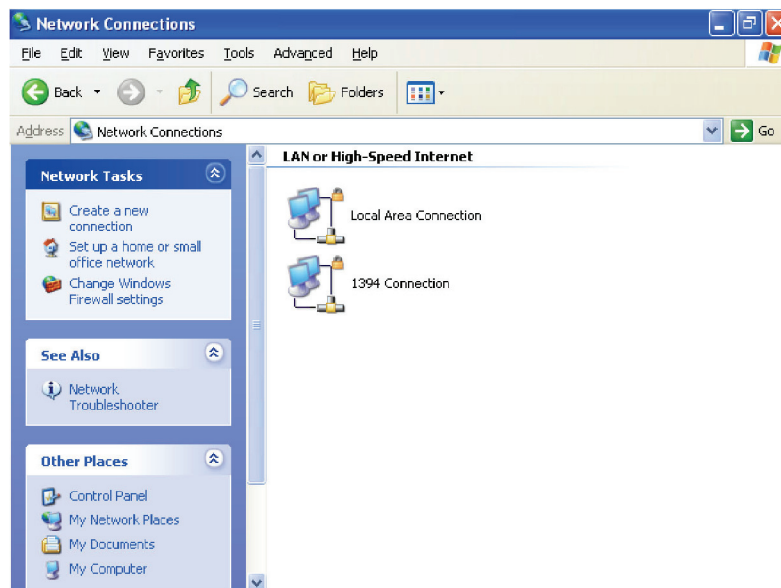 Network Connections
File Edit View Favorites Tools Advanced Help
Back Search Folders
Address Network Connections Go
Network Tasks
Create a new
connection
Set up a home or small
office network
Change Windows
Firewall settings
See Also
Network
Troubleshooter
Other Places
Control Panel
My Network Places
My Documents
My Computer
LAN or High-Speed Internet
Local Area Connection
1394 Connection